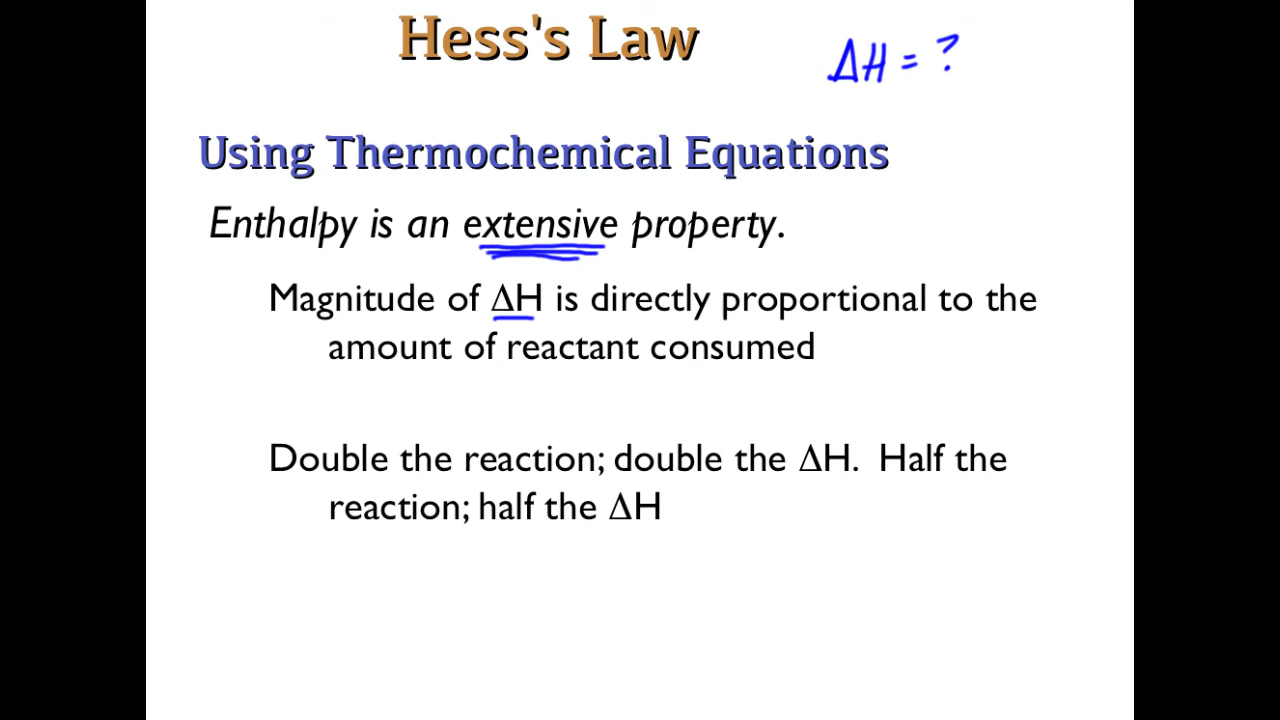 Hess's Law
ΔH = ?
Using Thermochemical Equations
Enthalpy is an extensive property.
Magnitude of ΔH is directly proportional to the
amount of reactant consumed
Double the reaction; double the ΔH. Half the
reaction; half the ΔH